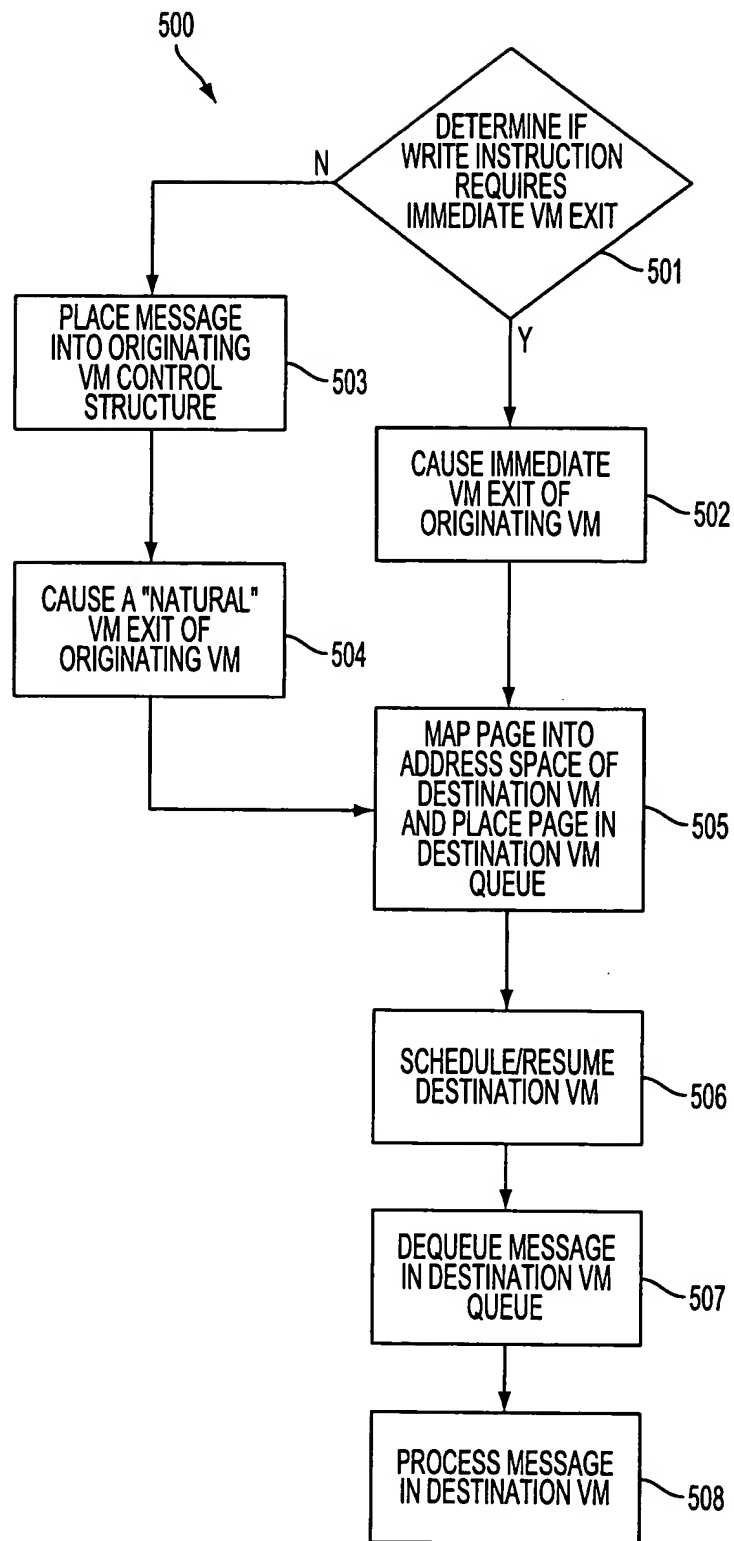 500
DETERMINE IF
WRITE INSTRUCTION
REQUIRES
IMMEDIATE VM EXIT
501
N
Y
PLACE MESSAGE
INTO ORIGINATING
VM CONTROL
STRUCTURE
503
CAUSE IMMEDIATE
VM EXIT OF
ORIGINATING VM
502
CAUSE A "NATURAL"
VM EXIT OF
ORIGINATING VM
504
MAP PAGE INTO
ADDRESS SPACE OF
DESTINATION VM
AND PLACE PAGE IN
DESTINATION VM
QUEUE
505
SCHEDULE/RESUME
DESTINATION VM
506
DEQUEUE MESSAGE
IN DESTINATION VM
QUEUE
507
PROCESS MESSAGE
IN DESTINATION VM
508